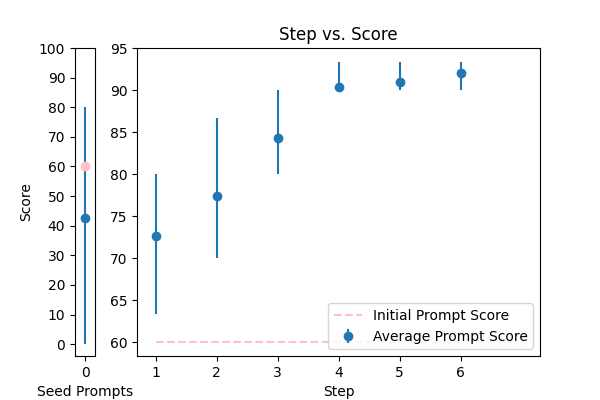 Step vs. Score
Score
100
90
80
70
60
50
40
30
20
10
0
0
Seed Prompts
95
90
85
80
75
70
65
60
1 2 3 4 5 6
Step
Initial Prompt Score
Average Prompt Score